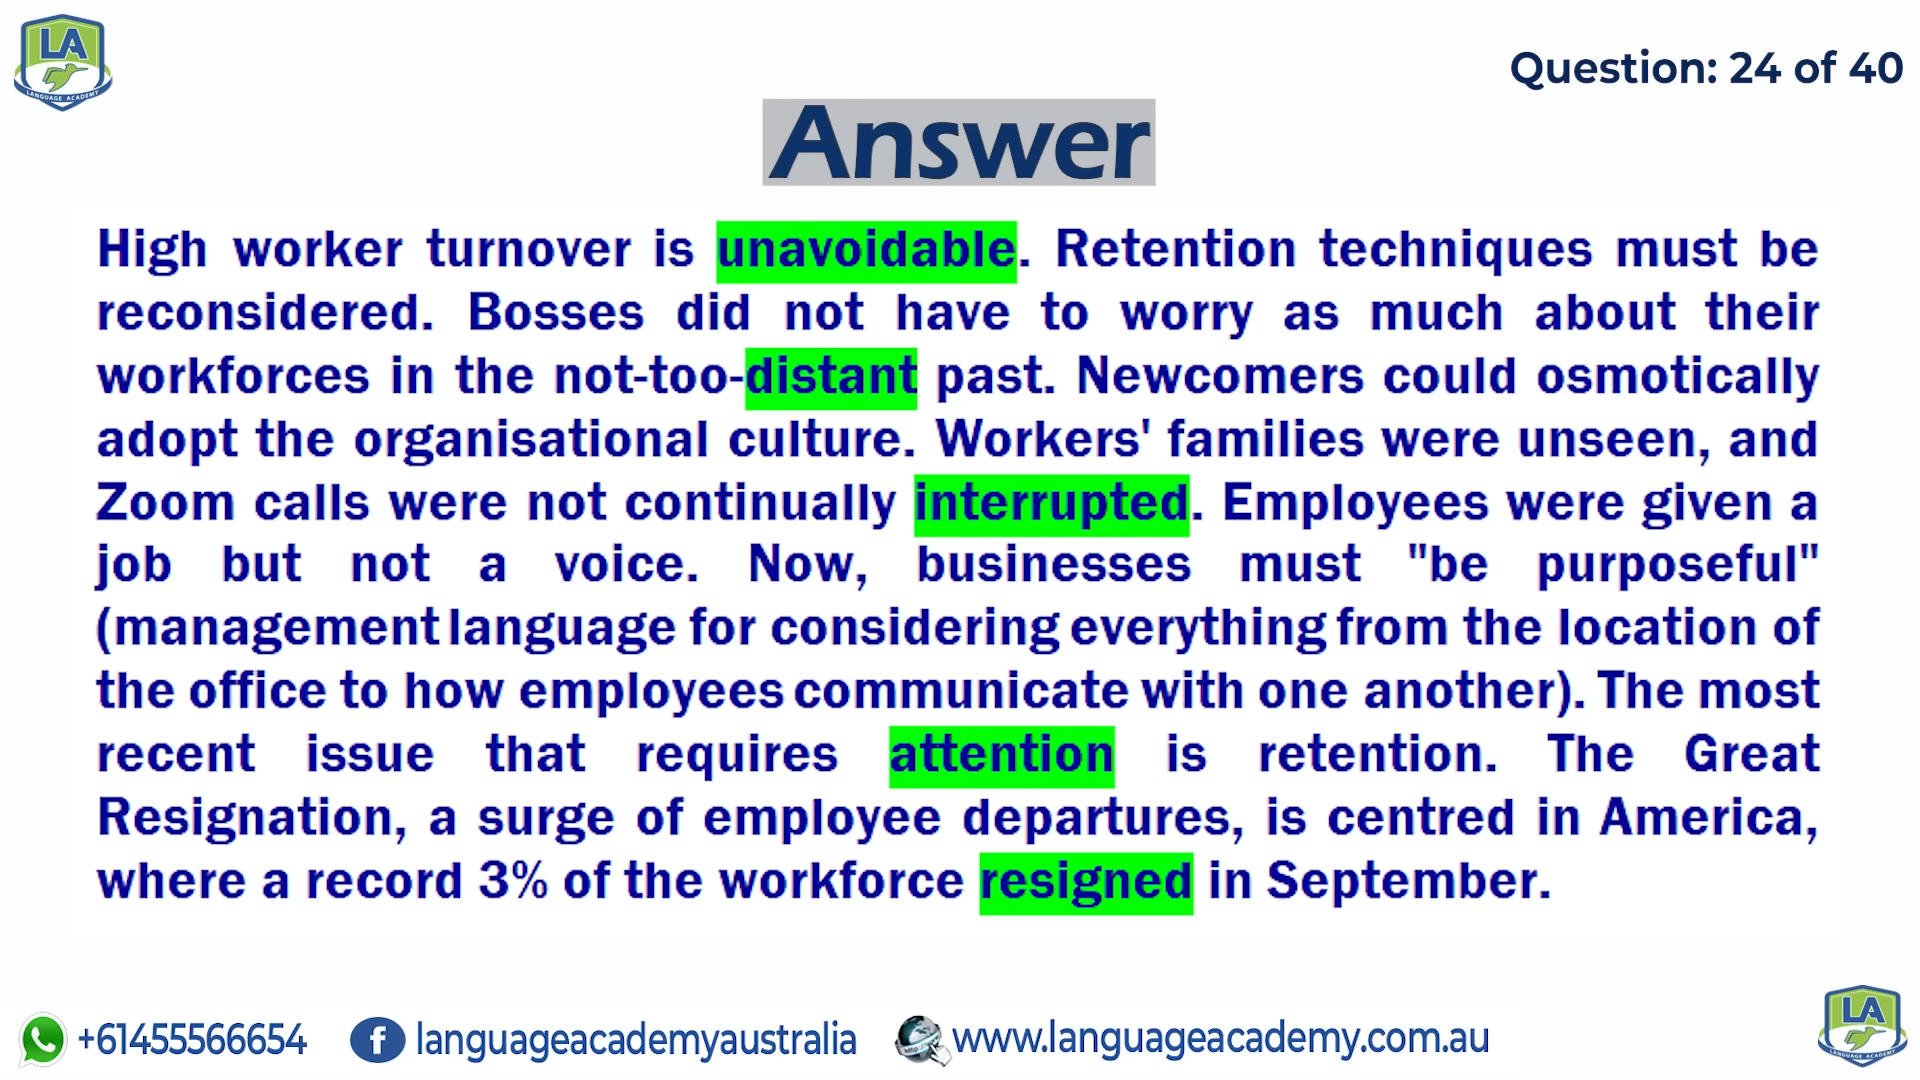 LA
LANGUAGE ACADEMY
Question: 24 of 40
Answer
High worker turnover is unavoidable. Retention techniques must be
reconsidered. Bosses did not have to worry as much about their
workforces in the not-too-distant past. Newcomers could osmotically
adopt the organisational culture. Workers' families were unseen, and
Zoom calls were not continually interrupted. Employees were given a
job but not a voice. Now, businesses must "be purposeful"
(management language for considering everything from the location of
the office to how employees communicate with one another). The most
recent issue that requires attention is retention. The Great
Resignation, a surge of employee departures, is centred in America,
where a record 3% of the workforce resigned in September.
+61455566654
languageacademyaustralia
www.languageacademy.com.au
LA
LANGUAGE ACADEMY